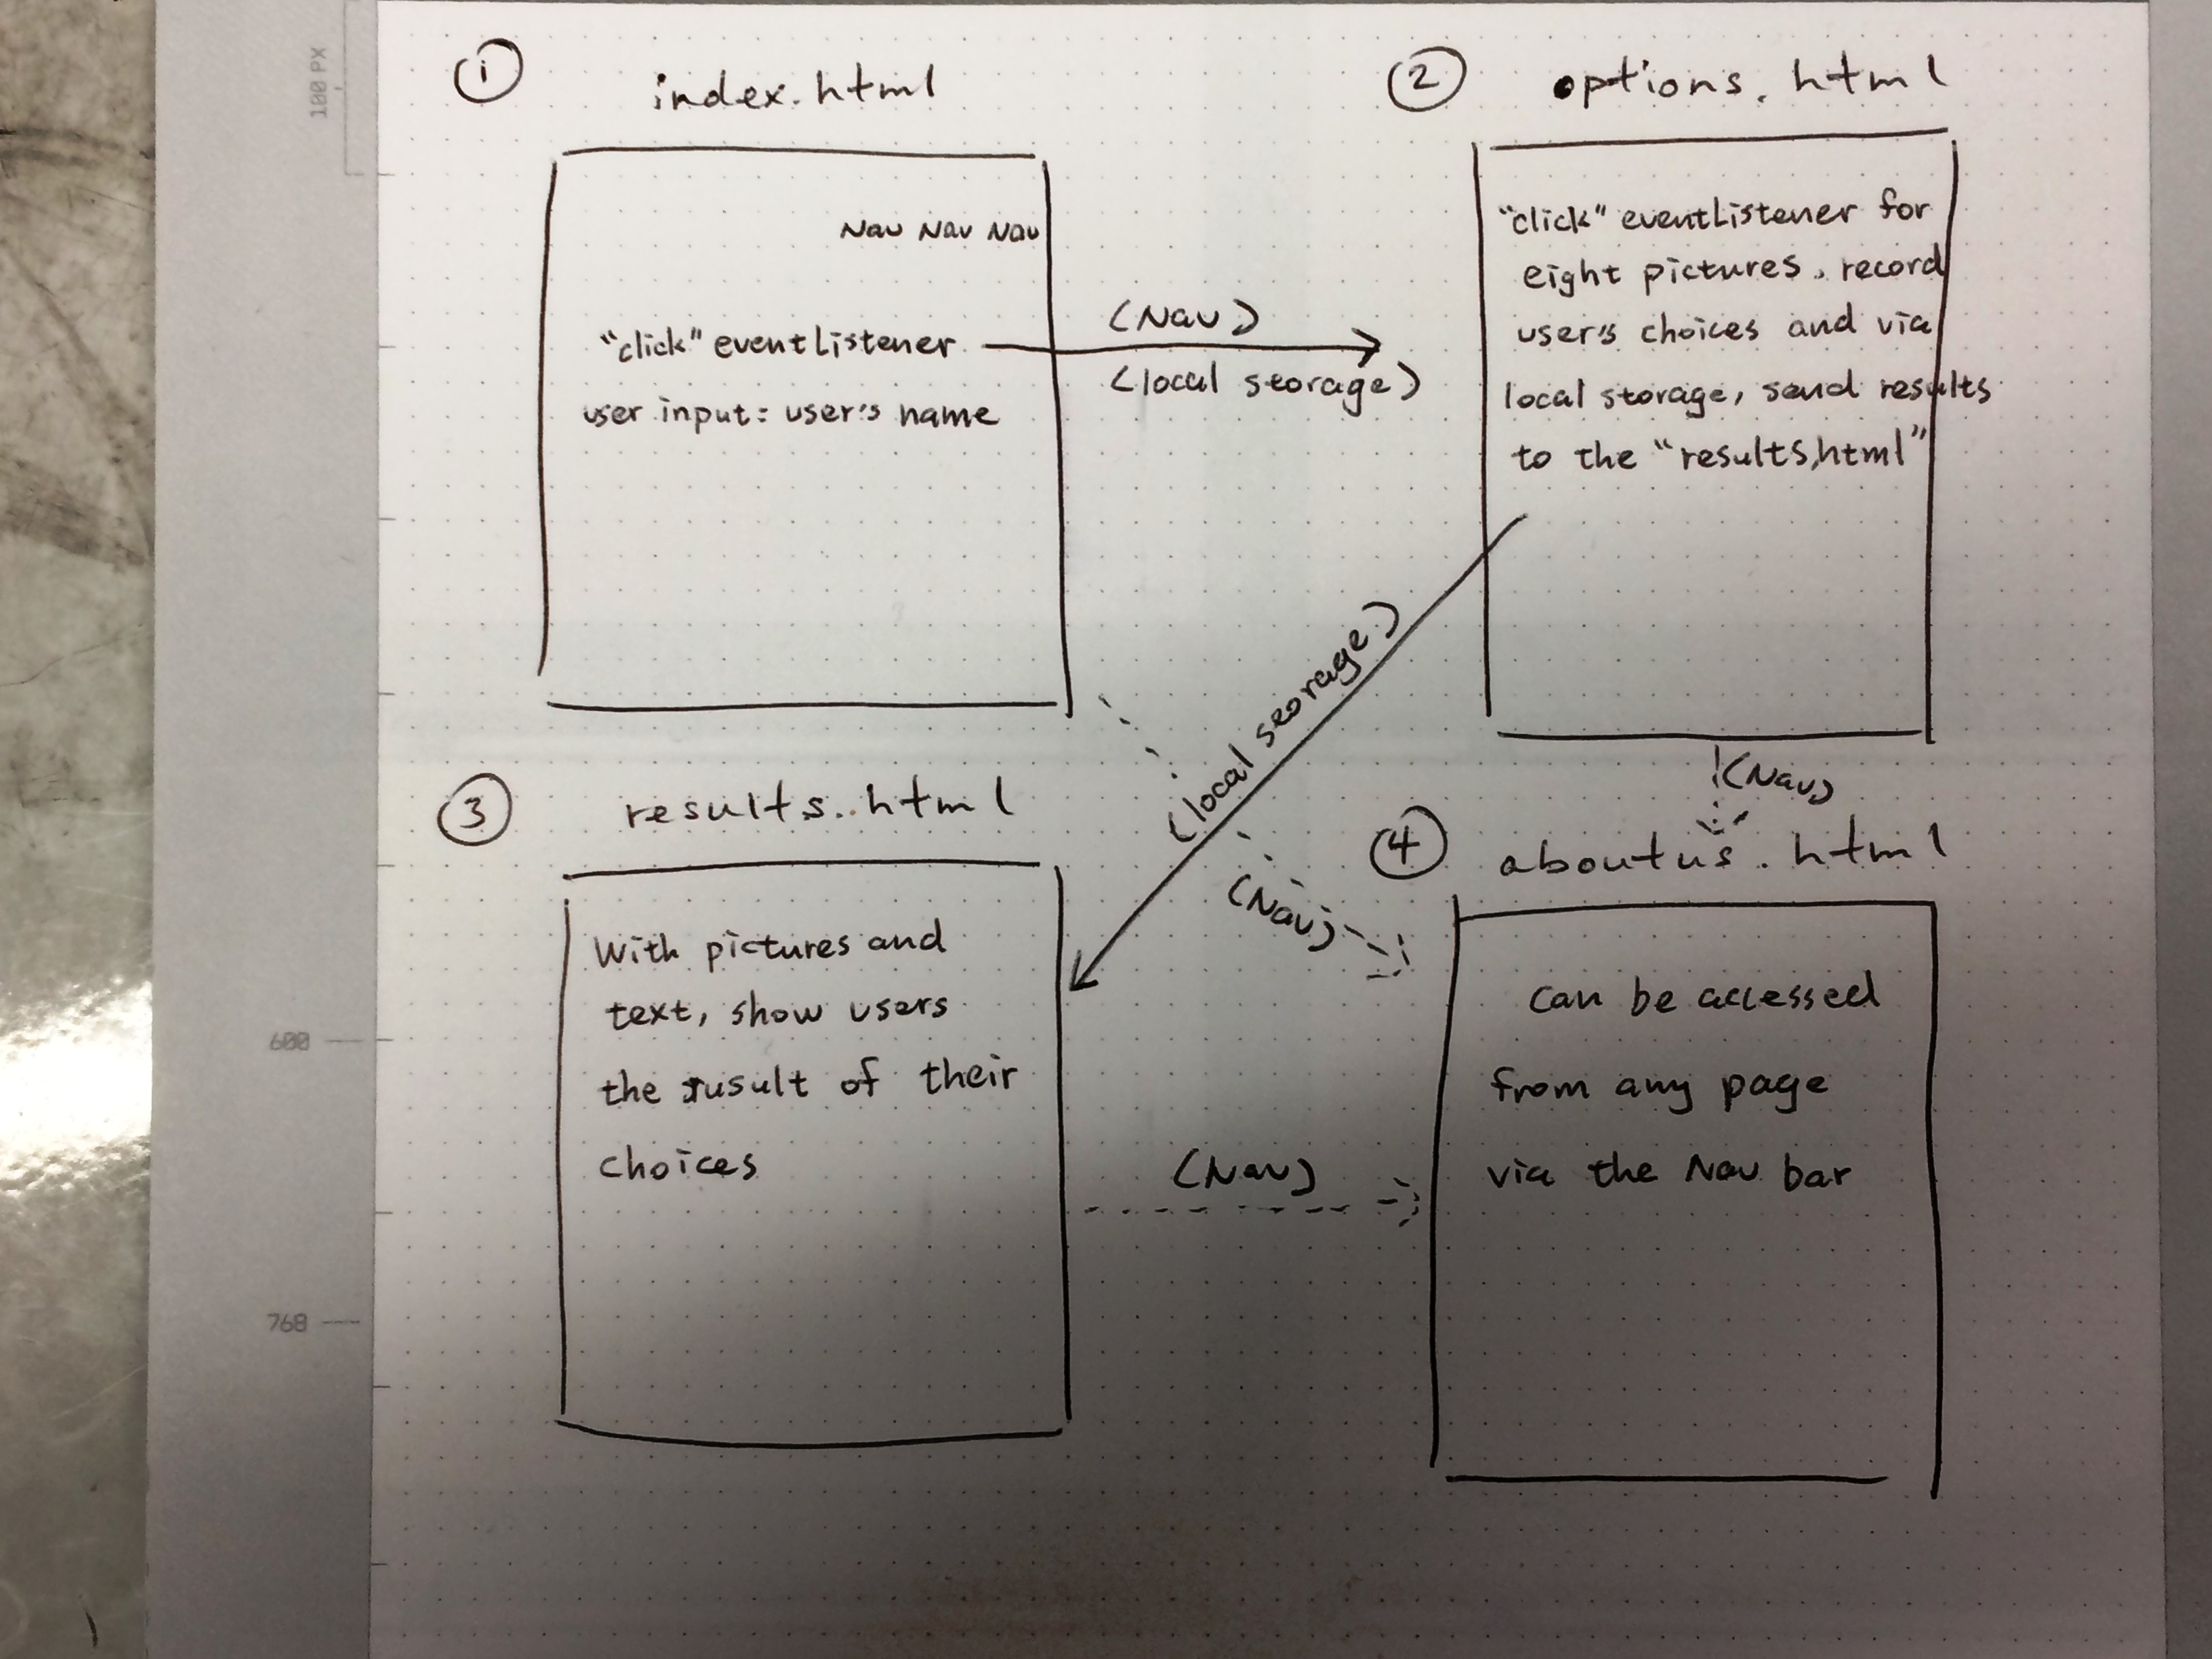 100 PX
①
index.html
Nav Nav Nav
"click" eventListener
user input: user's name
(Nav)
(local storage)
②
options.html
"click" eventListener for
eight pictures, record
user's choices and via
local storage, send results
to the "results.html"
(local seorage)
(Nav)
(Nav)
③
results..html
With pictures and
text, show users
the rusult of their
choices
(Nav)
④
aboutus.html
can be accessed
from any page
via the Nav bar
600
768